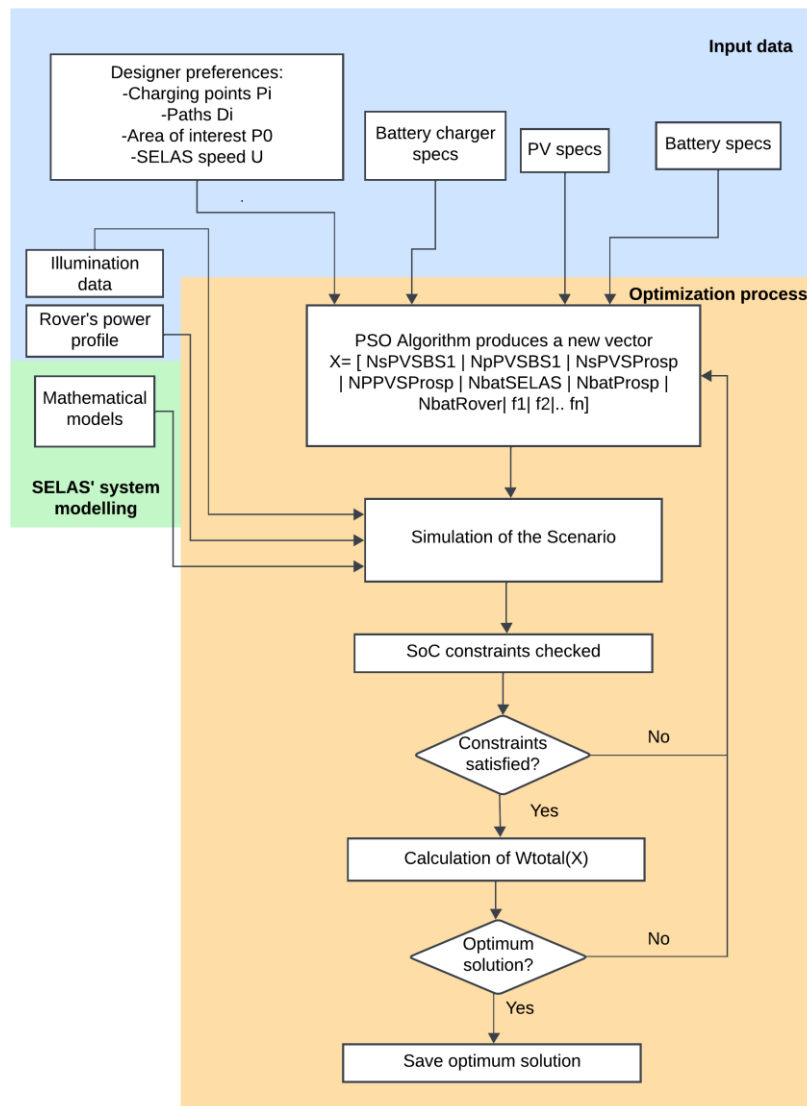 Input data
Designer preferences:
-Charging points Pi
-Paths Di
-Area of interest P0
-SELAS speed U
Battery charger
specs
PV specs
Battery specs
Illumination
data
Rover's power
profile
Mathematical
models
SELAS' system
modelling
Optimization process
PSO Algorithm produces a new vector
X= [ NsPVSBS1 | NpPVSBS1 | NsPVSProsp
| NPPVSProsp | NbatSELAS | NbatProsp |
NbatRover| f1| f2|.. fn]
Simulation of the Scenario
SoC constraints checked
Constraints
satisfied?
No
Yes
Calculation of Wtotal(X)
Optimum
solution?
No
Yes
Save optimum solution